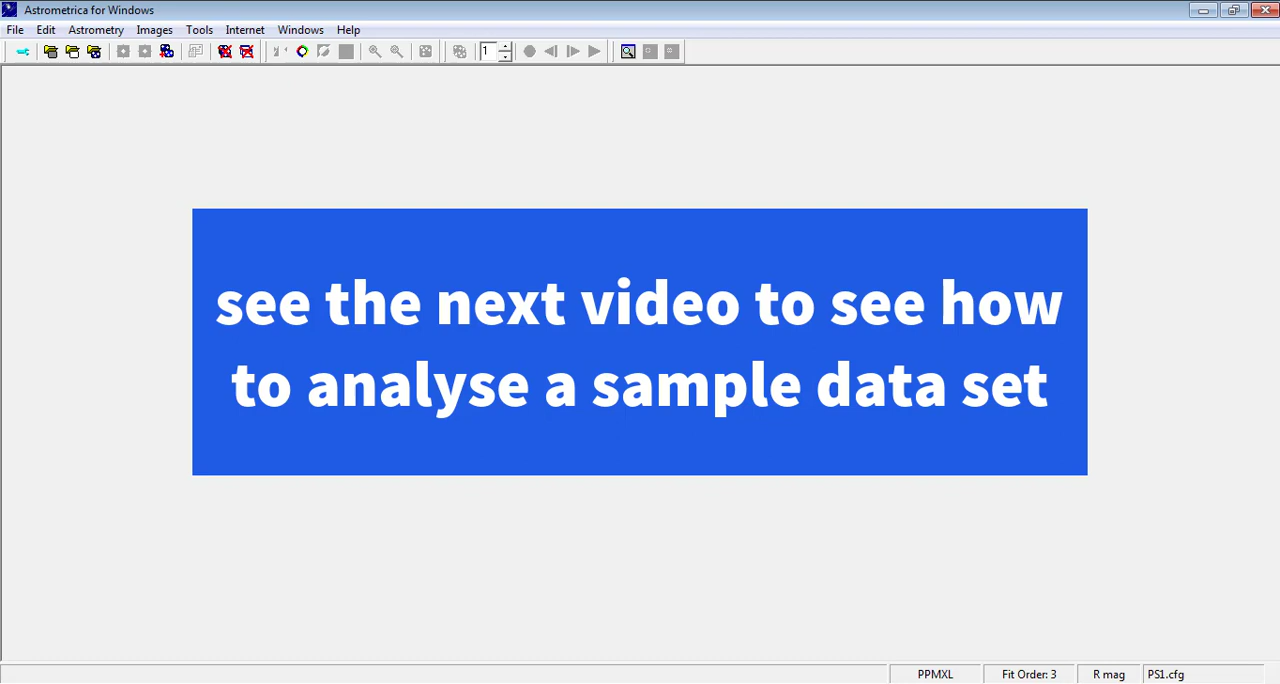 Astrometrica for Windows
File Edit Astrometry Images Tools Internet Windows Help
1
see the next video to see how
to analyse a sample data set
PPMXL Fit Order: 3 R mag PS1.cfg